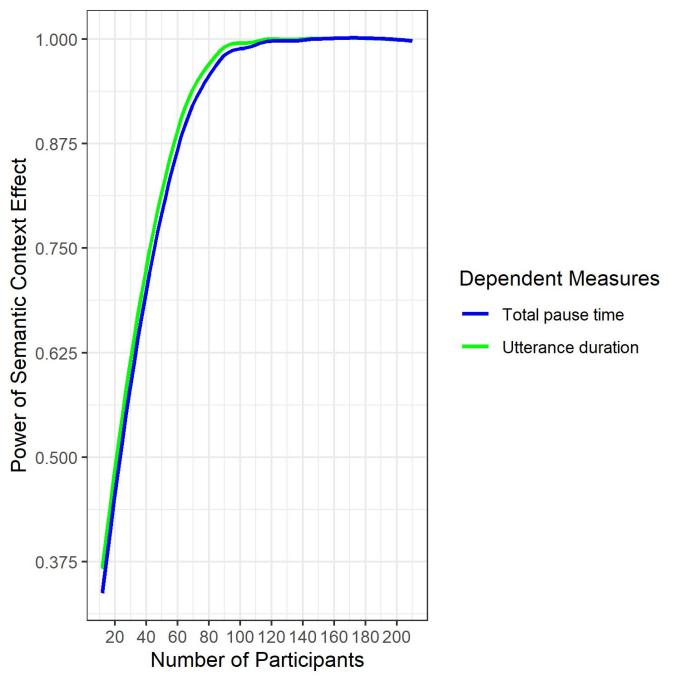 Power of Semantic Context Effect
1.000
0.875
0.750
0.625
0.500
0.375
20 40 60 80 100 120 140 160 180 200
Number of Participants
Dependent Measures
Total pause time
Utterance duration